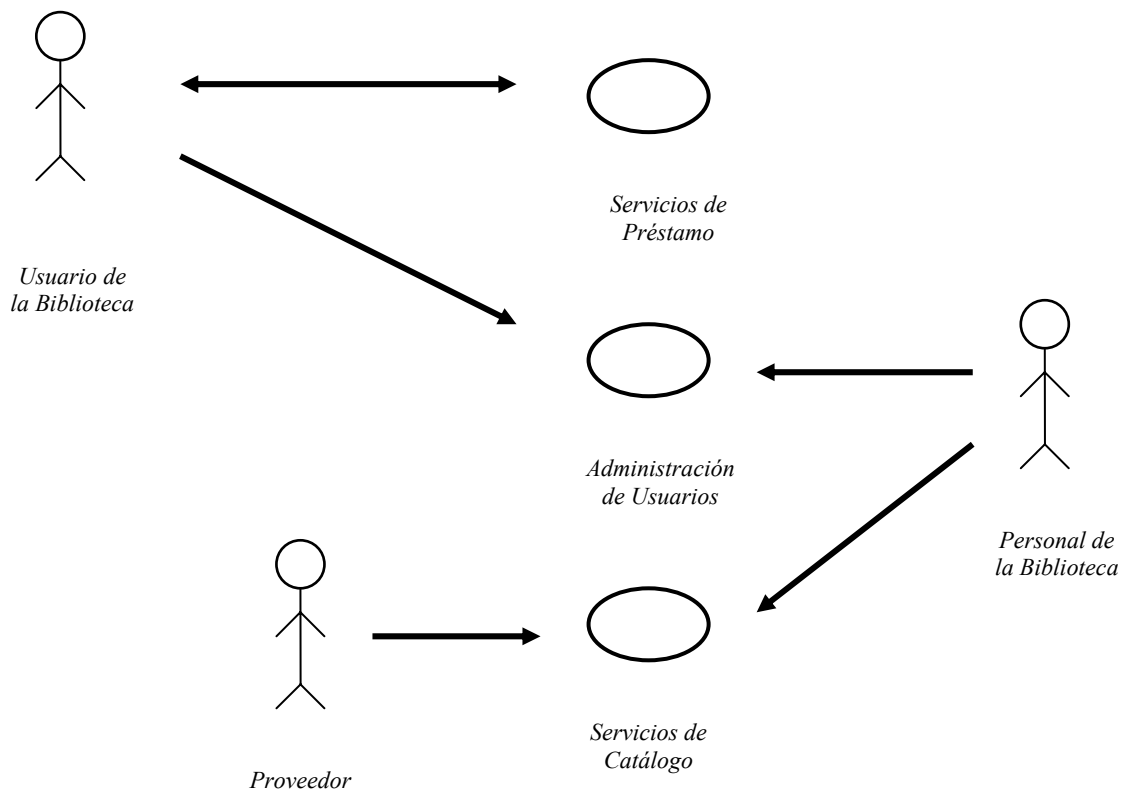 Servicios de
Préstamo
Usuario de
la Biblioteca
Administración
de Usuarios
Personal de
la Biblioteca
Servicios de
Catálogo
Proveedor